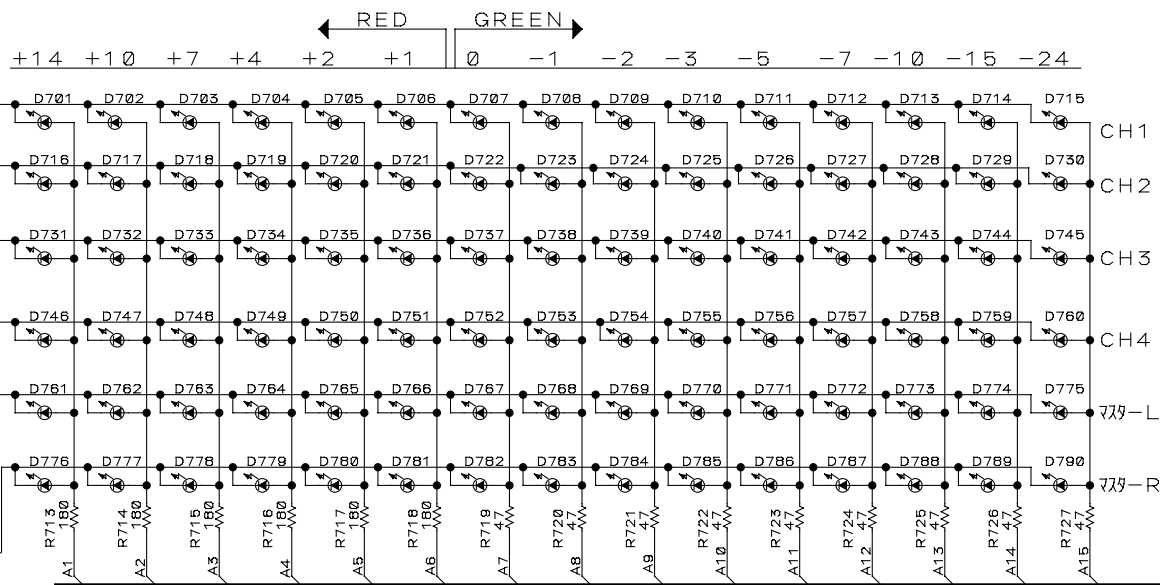 RED GREEN
+14 +10 +7 +4 +2 +1 0 -1 -2 -3 -5 -7 -10 -15 -24
D701 D702 D703 D704 D705 D706 D707 D708 D709 D710 D711 D712 D713 D714 D715
CH1
D716 D717 D718 D719 D720 D721 D722 D723 D724 D725 D726 D727 D728 D729 D730
CH2
D731 D732 D733 D734 D735 D736 D737 D738 D739 D740 D741 D742 D743 D744 D745
CH3
D746 D747 D748 D749 D750 D751 D752 D753 D754 D755 D756 D757 D758 D759 D760
CH4
D761 D762 D763 D764 D765 D766 D767 D768 D769 D770 D771 D772 D773 D774 D775
マスターL
D776 D777 D778 D779 D780 D781 D782 D783 D784 D785 D786 D787 D788 D789 D790
マスターR
R713 R714 R715 R716 R717 R718 R719 R720 R721 R722 R723 R724 R725 R726 R727
180 180 180 180 180 180 47 47 47 47 47 47 47 47 47
A1 A2 A3 A4 A5 A6 A7 A8 A9 A10 A11 A12 A13 A14 A15